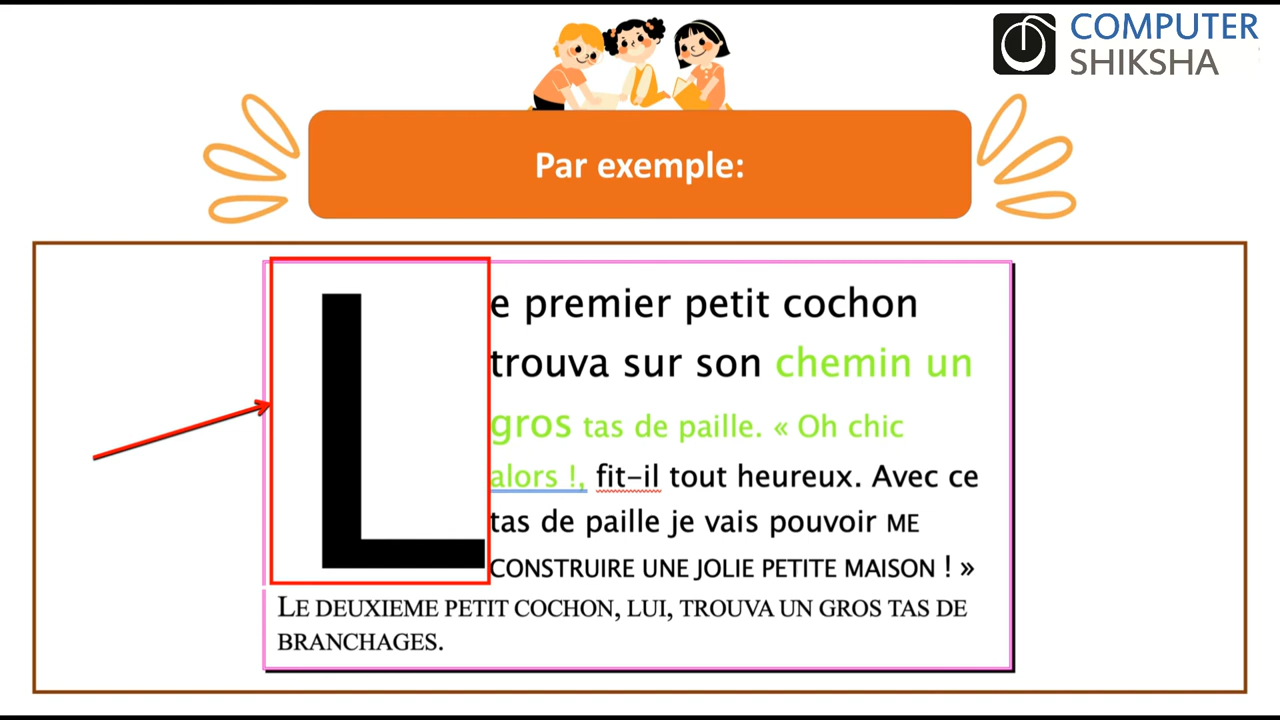 COMPUTER
SHIKSHA
Par exemple:
Le premier petit cochon
trouva sur son chemin un
gros tas de paille. « Oh chic
alors !, fit-il tout heureux. Avec ce
tas de paille je vais pouvoir ME
CONSTRUIRE UNE JOLIE PETITE MAISON ! »
LE DEUXIEME PETIT COCHON, LUI, TROUVA UN GROS TAS DE
BRANCHAGES.